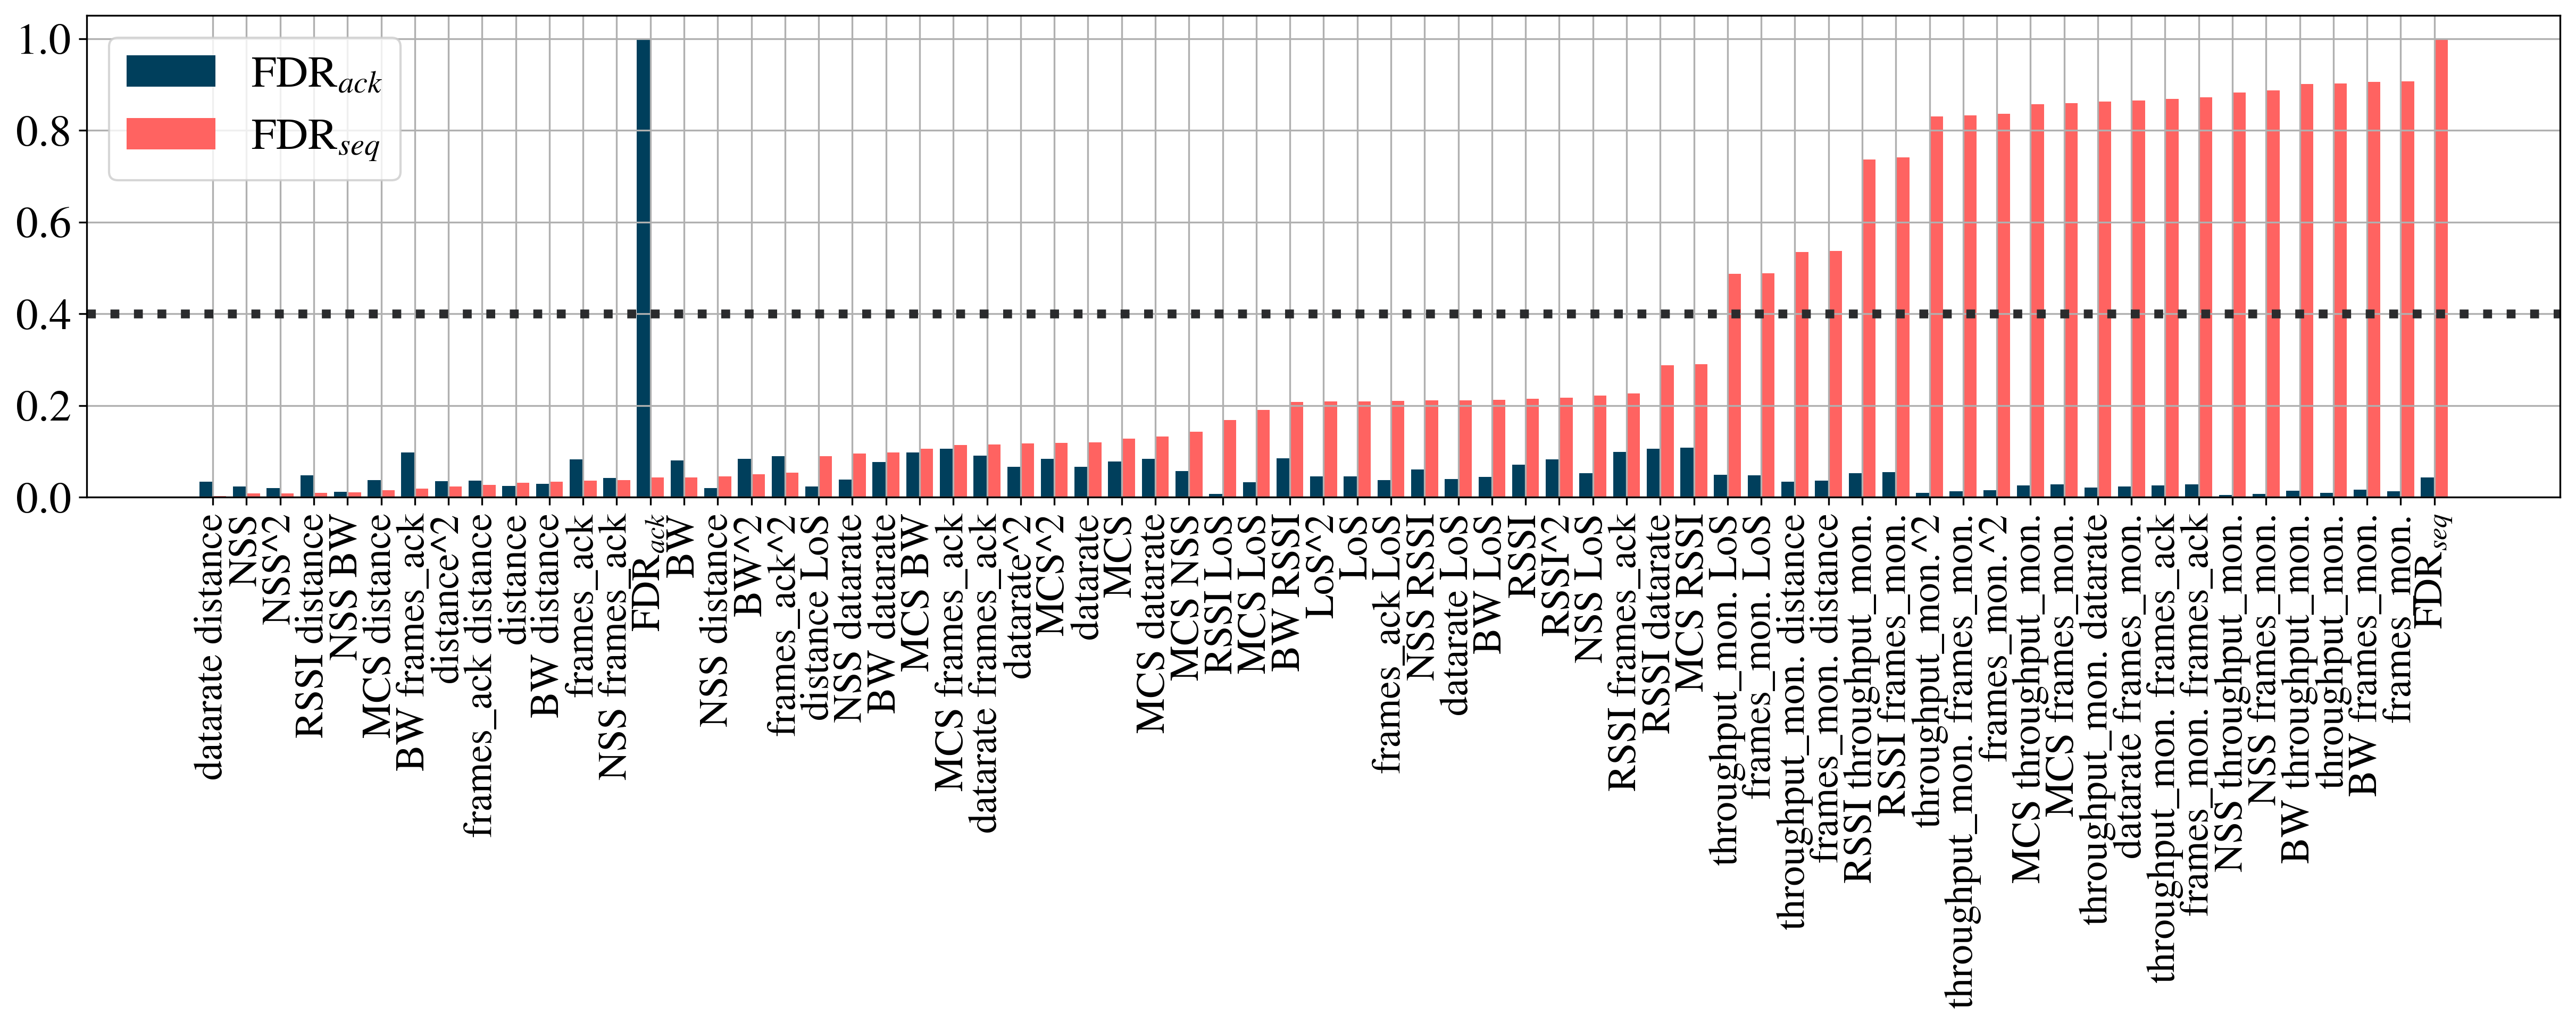 1.0
0.8
0.6
0.4
0.2
0.0
FDR_ack
FDR_seq
datarate distance
NSS
NSS^2
RSSI distance
NSS BW
MCS distance
BW frames_ack
distance^2
frames_ack distance
distance
BW distance
frames_ack
NSS frames_ack
FDR_ack
BW
NSS distance
BW^2
frames_ack^2
distance LoS
NSS datarate
BW datarate
MCS BW
MCS frames_ack
datarate frames_ack
datarate^2
MCS^2
datarate
MCS
MCS datarate
MCS NSS
RSSI LoS
MCS LoS
BW RSSI
LoS^2
LoS
frames_ack LoS
NSS RSSI
datarate LoS
BW LoS
RSSI
RSSI^2
NSS LoS
RSSI frames_ack
RSSI datarate
MCS RSSI
throughput_mon. LoS
frames_mon. LoS
throughput_mon. distance
frames_mon. distance
RSSI throughput_mon.
RSSI frames_mon.
throughput_mon.^2
throughput_mon. frames_mon.
frames_mon.^2
MCS throughput_mon.
MCS frames_mon.
throughput_mon. datarate
datarate frames_mon.
throughput_mon. frames_ack
frames_mon. frames_ack
NSS throughput_mon.
NSS frames_mon.
BW throughput_mon.
throughput_mon.
BW frames_mon.
frames_mon.
FDR_seq